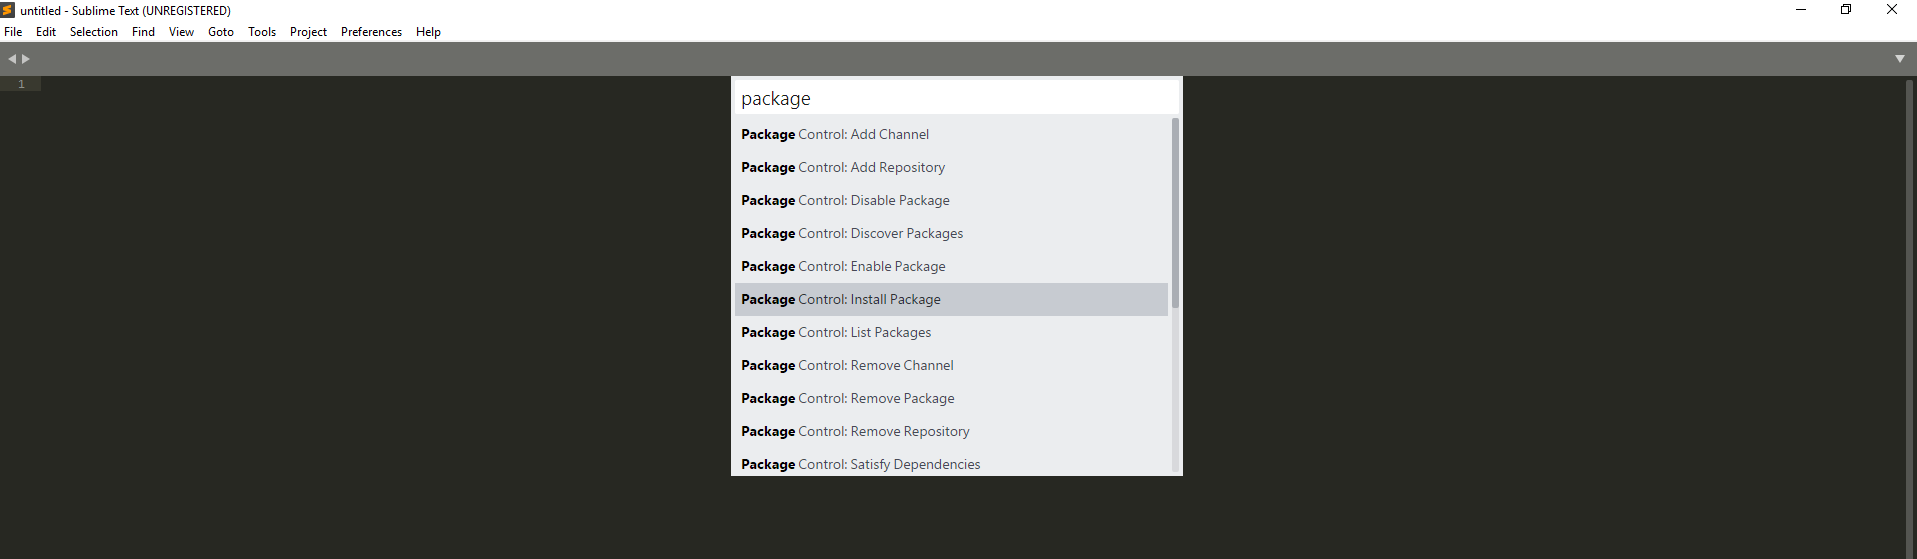 untitled - Sublime Text (UNREGISTERED)
File Edit Selection Find View Goto Tools Project Preferences Help
1
package
Package Control: Add Channel
Package Control: Add Repository
Package Control: Disable Package
Package Control: Discover Packages
Package Control: Enable Package
Package Control: Install Package
Package Control: List Packages
Package Control: Remove Channel
Package Control: Remove Package
Package Control: Remove Repository
Package Control: Satisfy Dependencies